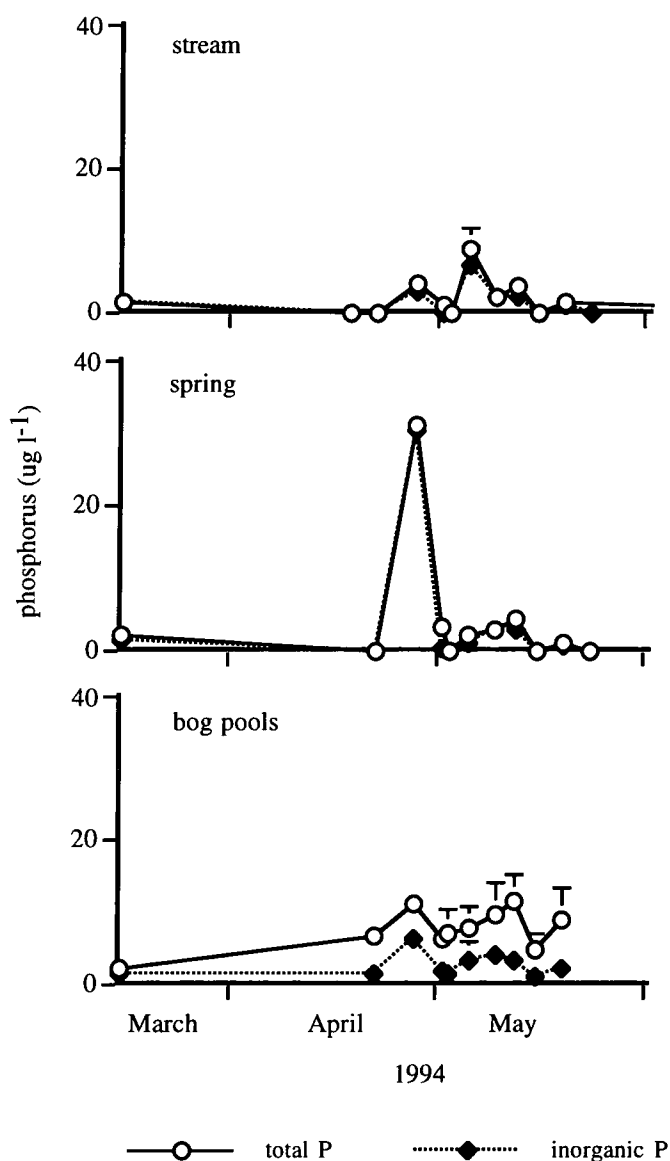 40
stream
20
0
40
spring
20
0
phosphorus (ug l-1)
40
bog pools
20
0
March April May
1994
total P inorganic P